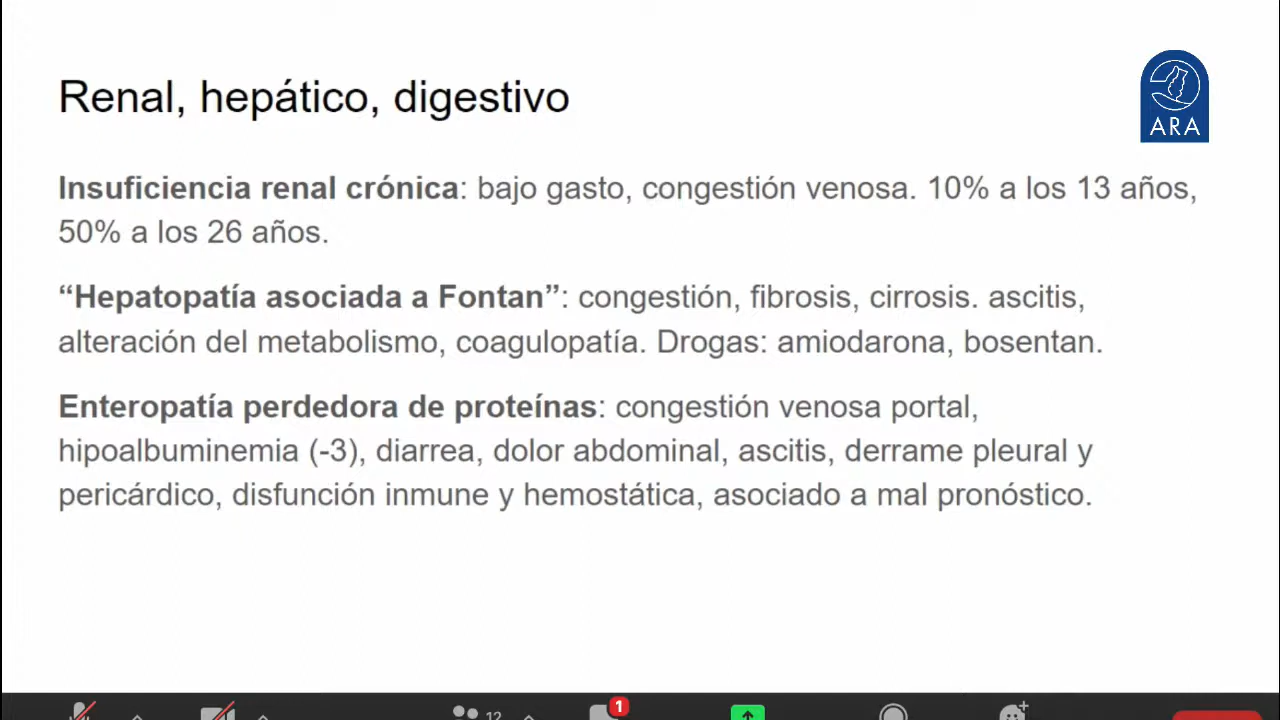 Renal, hepático, digestivo
ARA
Insuficiencia renal crónica: bajo gasto, congestión venosa. 10% a los 13 años,
50% a los 26 años.
“Hepatopatía asociada a Fontan”: congestión, fibrosis, cirrosis. ascitis,
alteración del metabolismo, coagulopatía. Drogas: amiodarona, bosentan.
Enteropatía perdedora de proteínas: congestión venosa portal,
hipoalbuminemia (-3), diarrea, dolor abdominal, ascitis, derrame pleural y
pericárdico, disfunción inmune y hemostática, asociado a mal pronóstico.
12
1